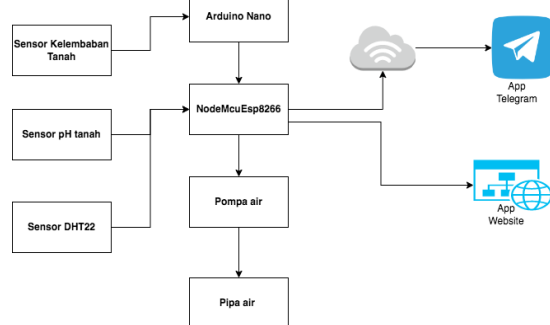 Arduino Nano
Sensor Kelembaban
Tanah
App
Telegram
NodeMcuEsp8266
Sensor pH tanah
Pompa air
App
Website
Sensor DHT22
Pipa air